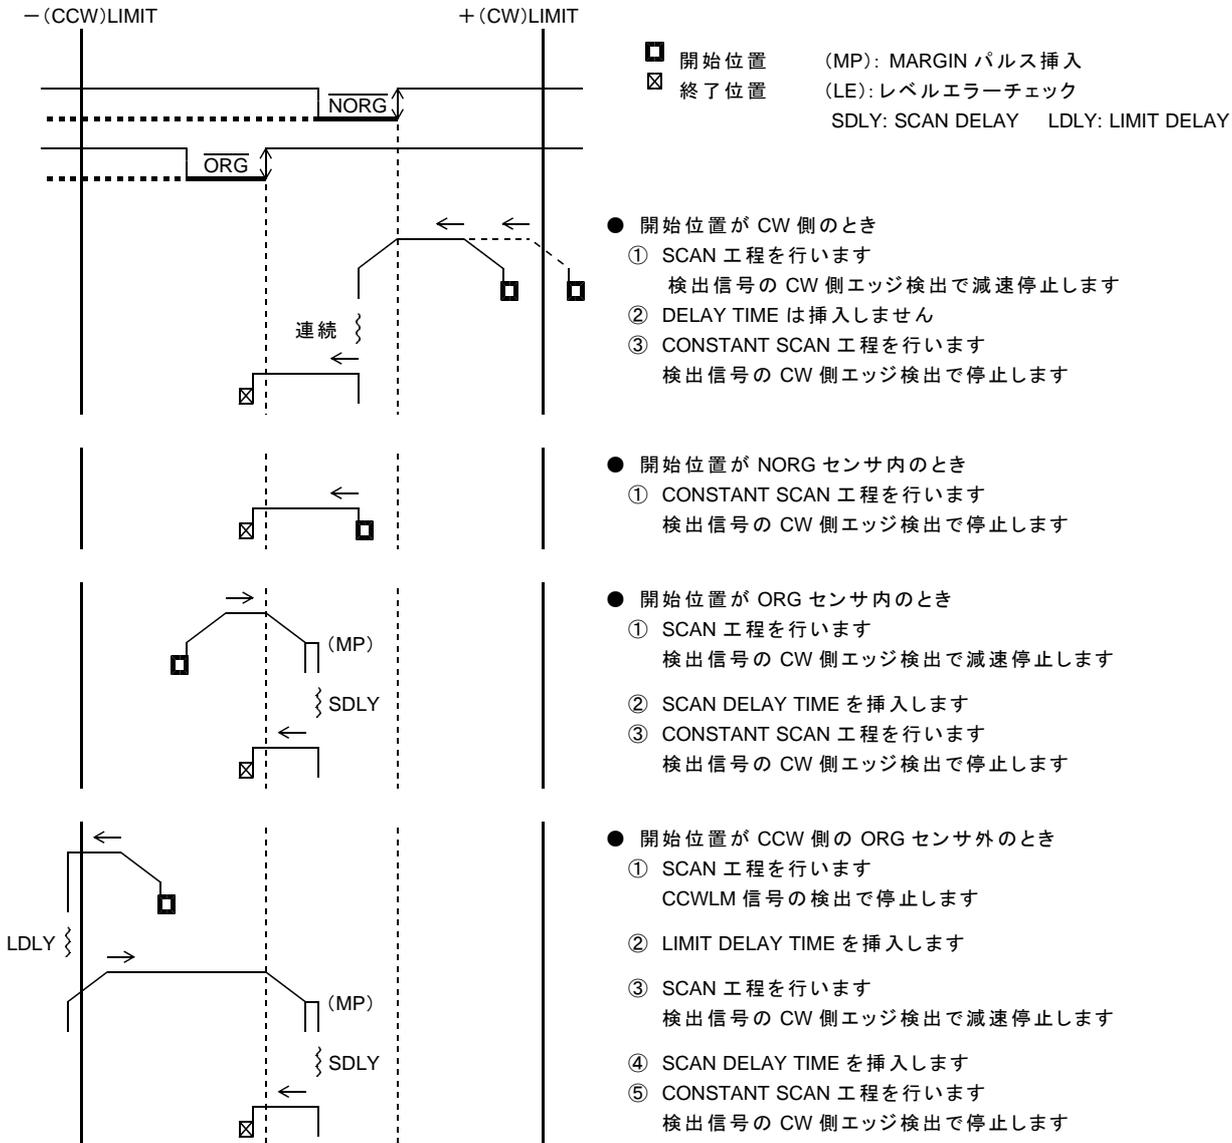 －(CCW)LIMIT
＋(CW)LIMIT
開始位置 (MP): MARGIN パルス挿入
終了位置 (LE):レベルエラーチェック
SDLY: SCAN DELAY LDLY: LIMIT DELAY
NORG
ORG
連続
● 開始位置が CW 側のとき
① SCAN 工程を行います
検出信号の CW 側エッジ検出で減速停止します
② DELAY TIME は挿入しません
③ CONSTANT SCAN 工程を行います
検出信号の CW 側エッジ検出で停止します
● 開始位置が NORG センサ内のとき
① CONSTANT SCAN 工程を行います
検出信号の CW 側エッジ検出で停止します
(MP)
SDLY
● 開始位置が ORG センサ内のとき
① SCAN 工程を行います
検出信号の CW 側エッジ検出で減速停止します
② SCAN DELAY TIME を挿入します
③ CONSTANT SCAN 工程を行います
検出信号の CW 側エッジ検出で停止します
LDLY
(MP)
SDLY
● 開始位置が CCW 側の ORG センサ外のとき
① SCAN 工程を行います
CCWLM 信号の検出で停止します
② LIMIT DELAY TIME を挿入します
③ SCAN 工程を行います
検出信号の CW 側エッジ検出で減速停止します
④ SCAN DELAY TIME を挿入します
⑤ CONSTANT SCAN 工程を行います
検出信号の CW 側エッジ検出で停止します